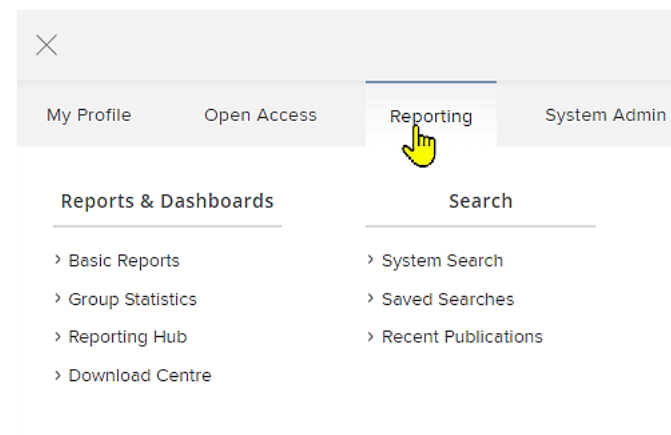 My Profile
Open Access
Reporting
System Admin
Reports & Dashboards
Basic Reports
Group Statistics
Reporting Hub
Download Centre
Search
System Search
Saved Searches
Recent Publications